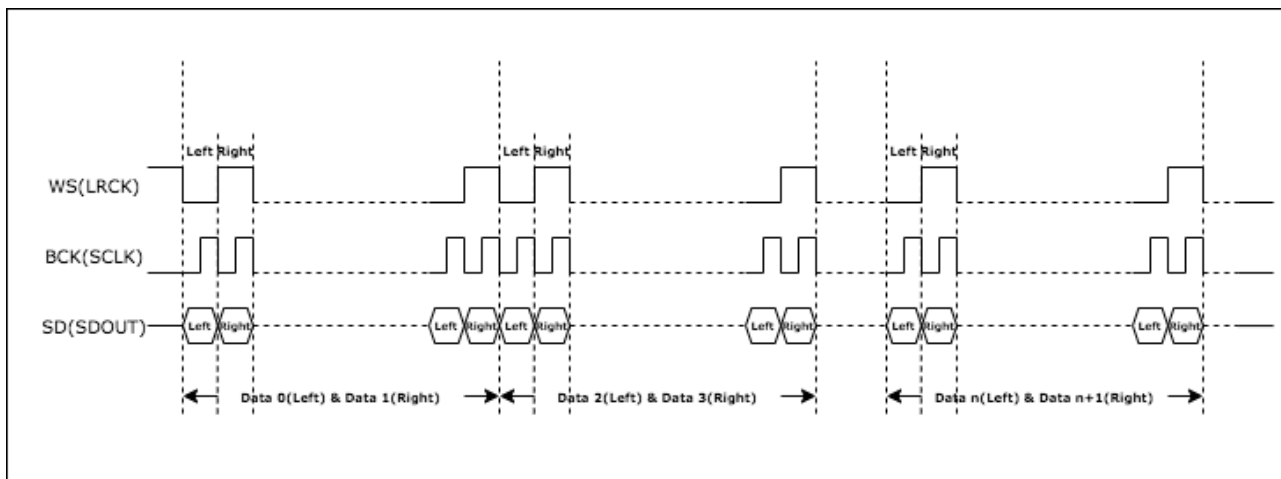 Left Right Left Right Left Right
WS(LRCK)
BCK(SCLK)
SD(SDOUT) Left Right Left Right Left Right Left Right Left Right Left Right
Data 0(Left) & Data 1(Right) Data 2(Left) & Data 3(Right) Data n(Left) & Data n+1(Right)